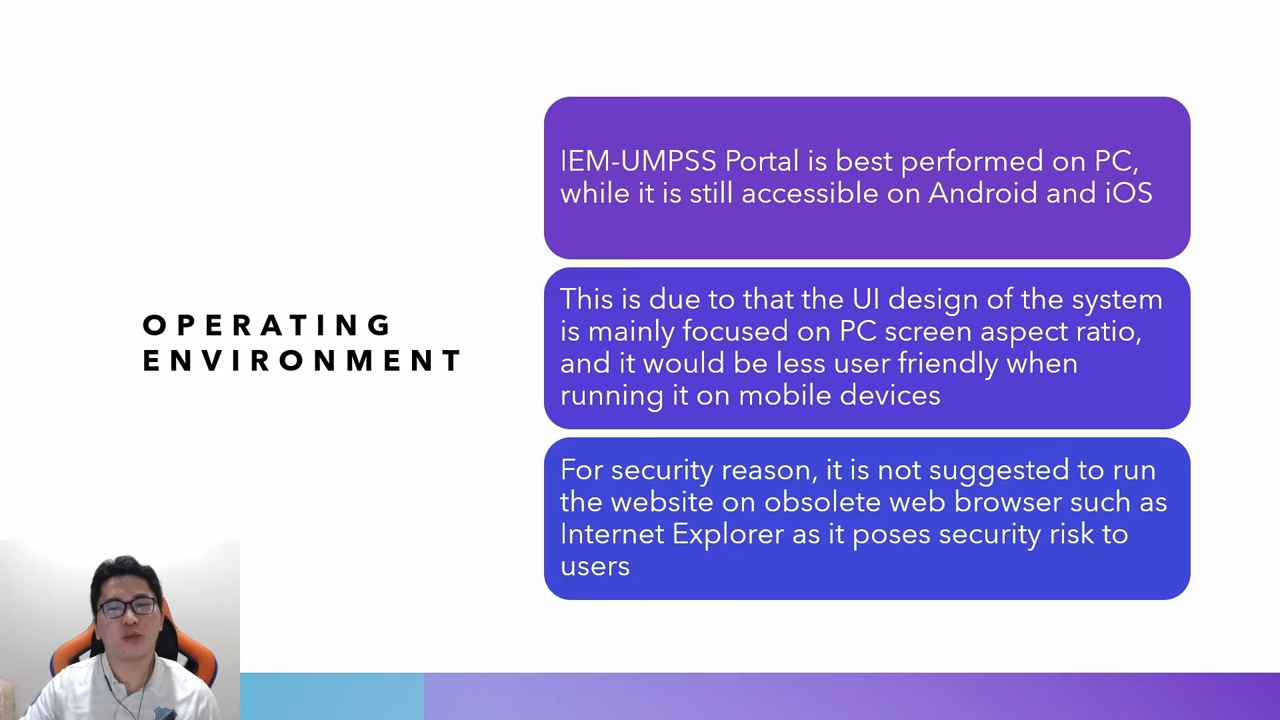 OPERATING
ENVIRONMENT
IEM-UMPSS Portal is best performed on PC,
while it is still accessible on Android and iOS
This is due to that the UI design of the system
is mainly focused on PC screen aspect ratio,
and it would be less user friendly when
running it on mobile devices
For security reason, it is not suggested to run
the website on obsolete web browser such as
Internet Explorer as it poses security risk to
users